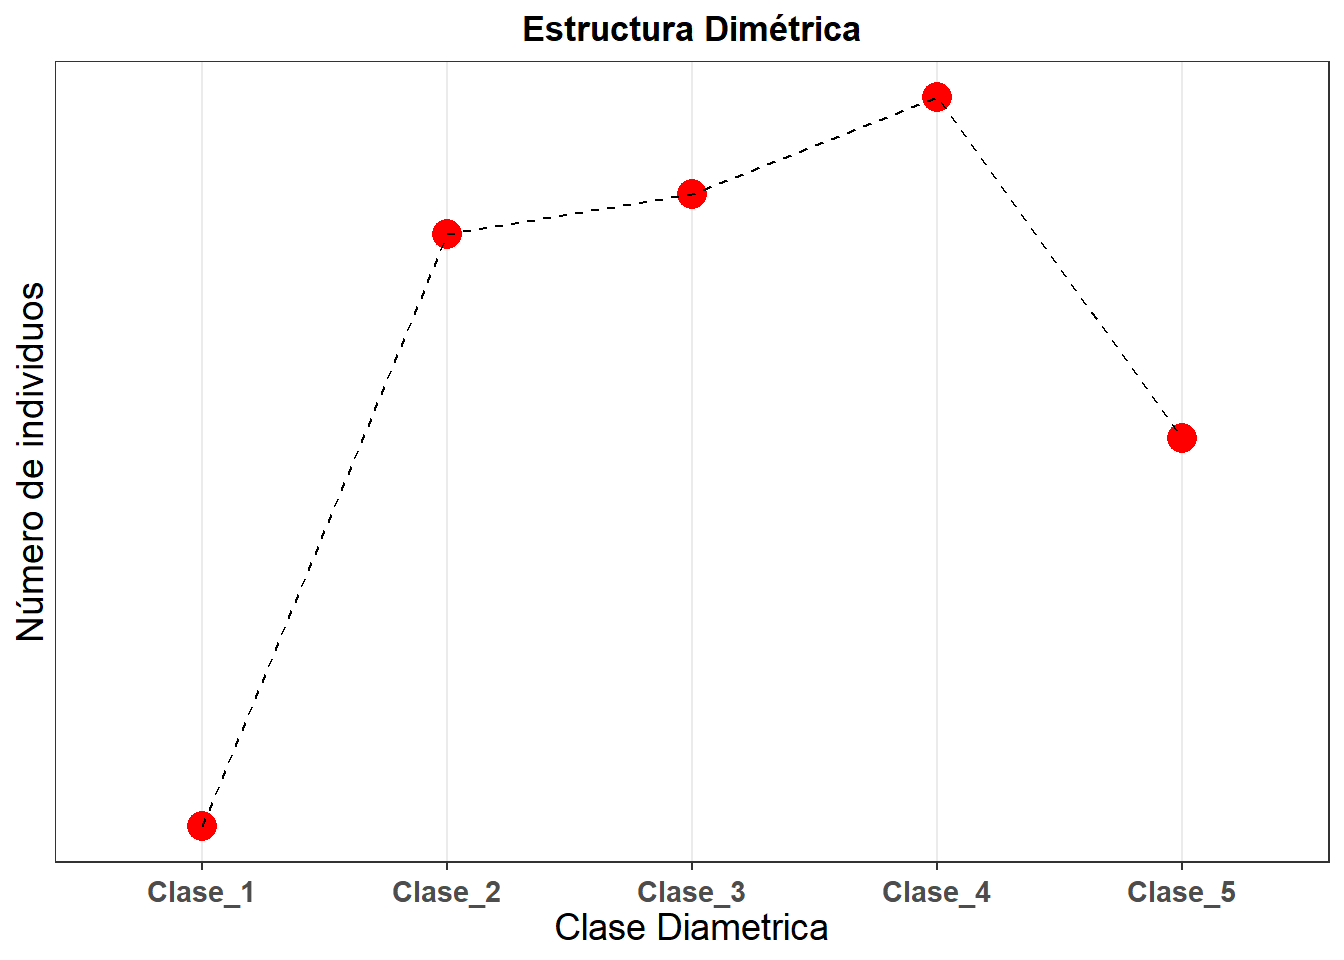 Estructura Dimétrica
Número de individuos
Clase_1 Clase_2 Clase_3 Clase_4 Clase_5
Clase Diametrica